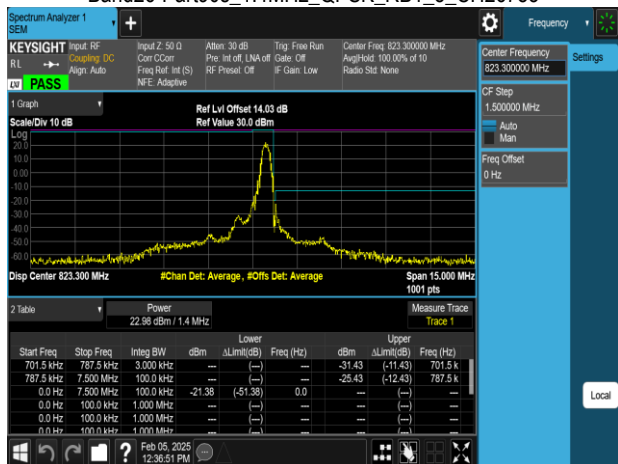 Spectrum Analyzer 1
SEM
Frequency
KEYSIGHT
RL
Input: RF
Coupling: DC
Align: Auto
Input Z: 50 Ω
Corr CCorr
Freq Ref: Int (S)
NFE: Adaptive
Atten: 30 dB
Pre: Int off, LNA off
RF Preset: Off
Trig: Free Run
Gate: Off
IF Gain: Low
Center Freq: 823.300000 MHz
Avg|Hold: 100.00% of 10
Radio Std: None
PASS
Center Frequency
823.300000 MHz
Settings
CF Step
1.500000 MHz
Auto
Man
Freq Offset
0 Hz
Local
1 Graph
Scale/Div 10 dB
Ref Lvl Offset 14.03 dB
Ref Value 30.0 dBm
Log
20.0
10.0
0.00
-10.0
-20.0
-30.0
-40.0
-50.0
-60.0
Disp Center 823.300 MHz
#Chan Det: Average , #Offs Det: Average
Span 15.000 MHz
1001 pts
2 Table
Power
22.98 dBm / 1.4 MHz
Measure Trace
Trace 1
Lower Upper
Start Freq Stop Freq Integ BW dBm ΔLimit(dB) Freq (Hz) dBm ΔLimit(dB) Freq (Hz)
701.5 kHz 787.5 kHz 3.000 kHz --- (---) --- -31.43 (-11.43) 701.5 k
787.5 kHz 7.500 MHz 100.0 kHz --- (---) --- -25.43 (-12.43) 787.5 k
0.0 Hz 7.500 MHz 100.0 kHz -21.38 (-51.38) 0.0 --- (---) ---
0.0 Hz 100.0 kHz 1.000 MHz --- (---) --- --- (---) ---
0.0 Hz 100.0 kHz 1.000 MHz --- (---) --- --- (---) ---
0.0 Hz 100.0 kHz 1.000 MHz --- (---) --- --- (---) ---
?
Feb 05, 2025
12:36:51 PM